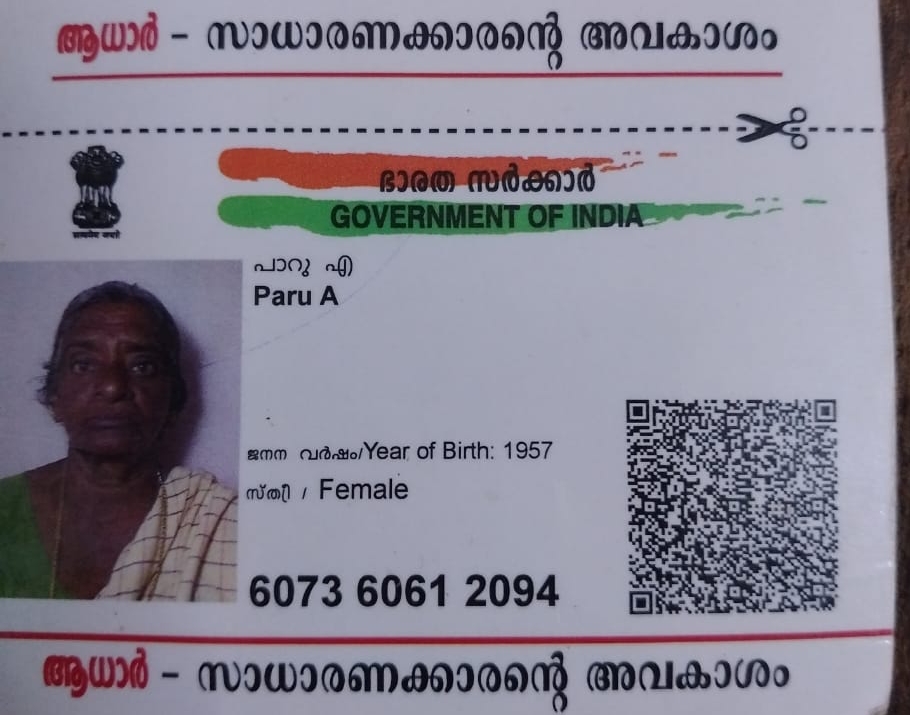 ആധാർ – സാധാരണക്കാരന്റെ അവകാശം
सत्यमेव जयते
ഭാരത സർക്കാർ
GOVERNMENT OF INDIA
പാറു എ
Paru A
ജനന വർഷം/Year of Birth: 1957
സ്ത്രീ / Female
6073 6061 2094
ആധാർ – സാധാരണക്കാരന്റെ അവകാശം